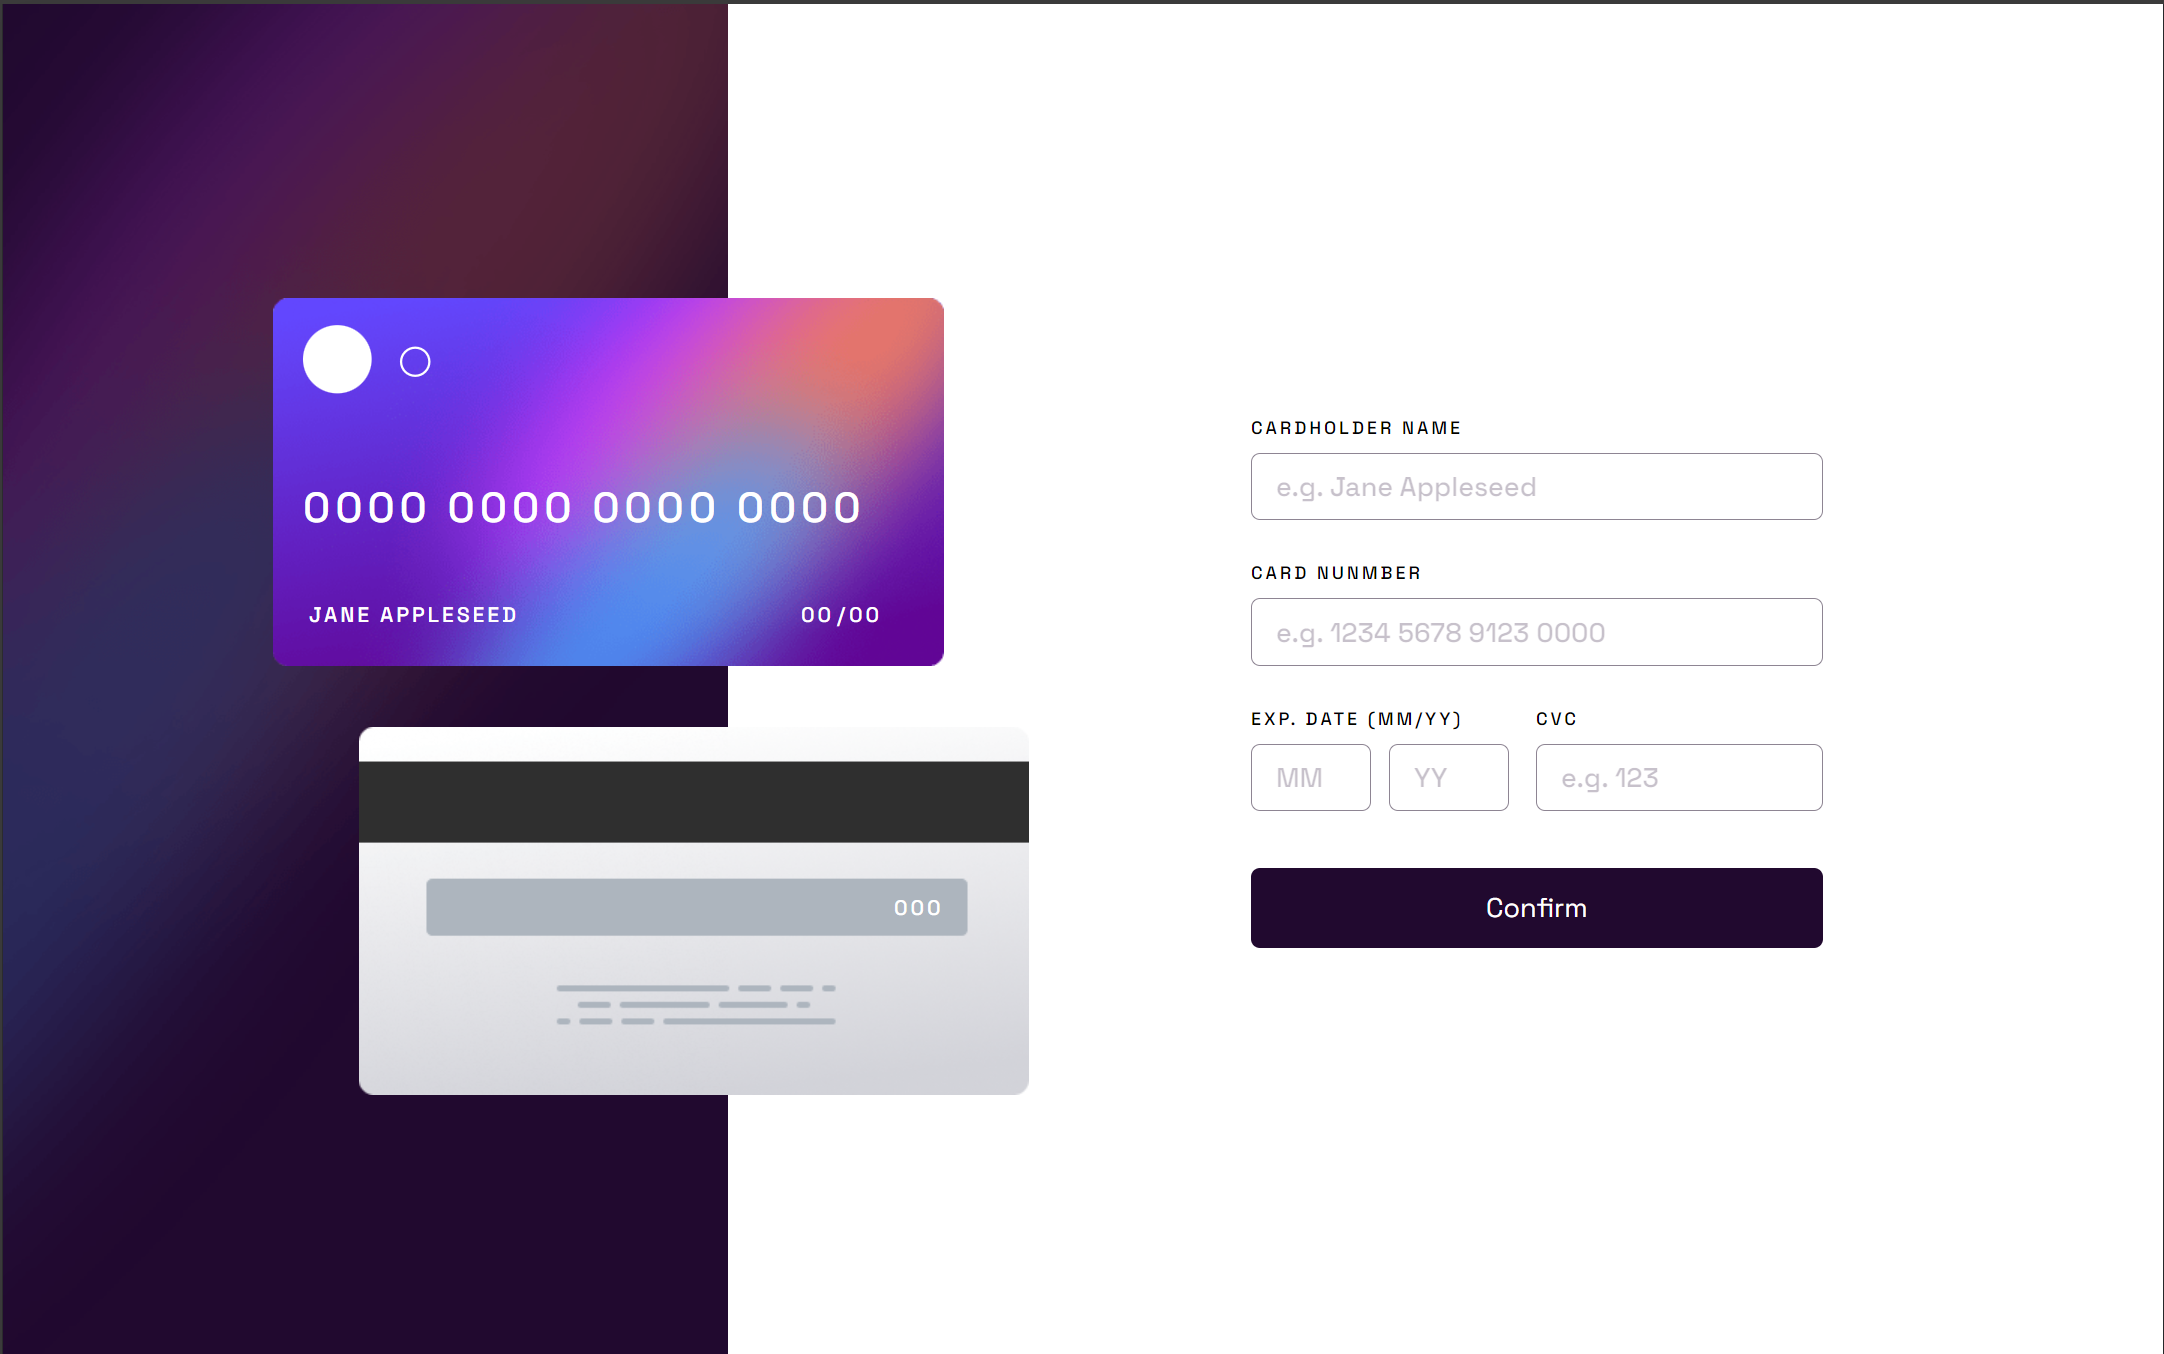 0000 0000 0000 0000
JANE APPLESEED 00/00
000
CARDHOLDER NAME
e.g. Jane Appleseed
CARD NUNMBER
e.g. 1234 5678 9123 0000
EXP. DATE (MM/YY) CVC
MM YY e.g. 123
Confirm